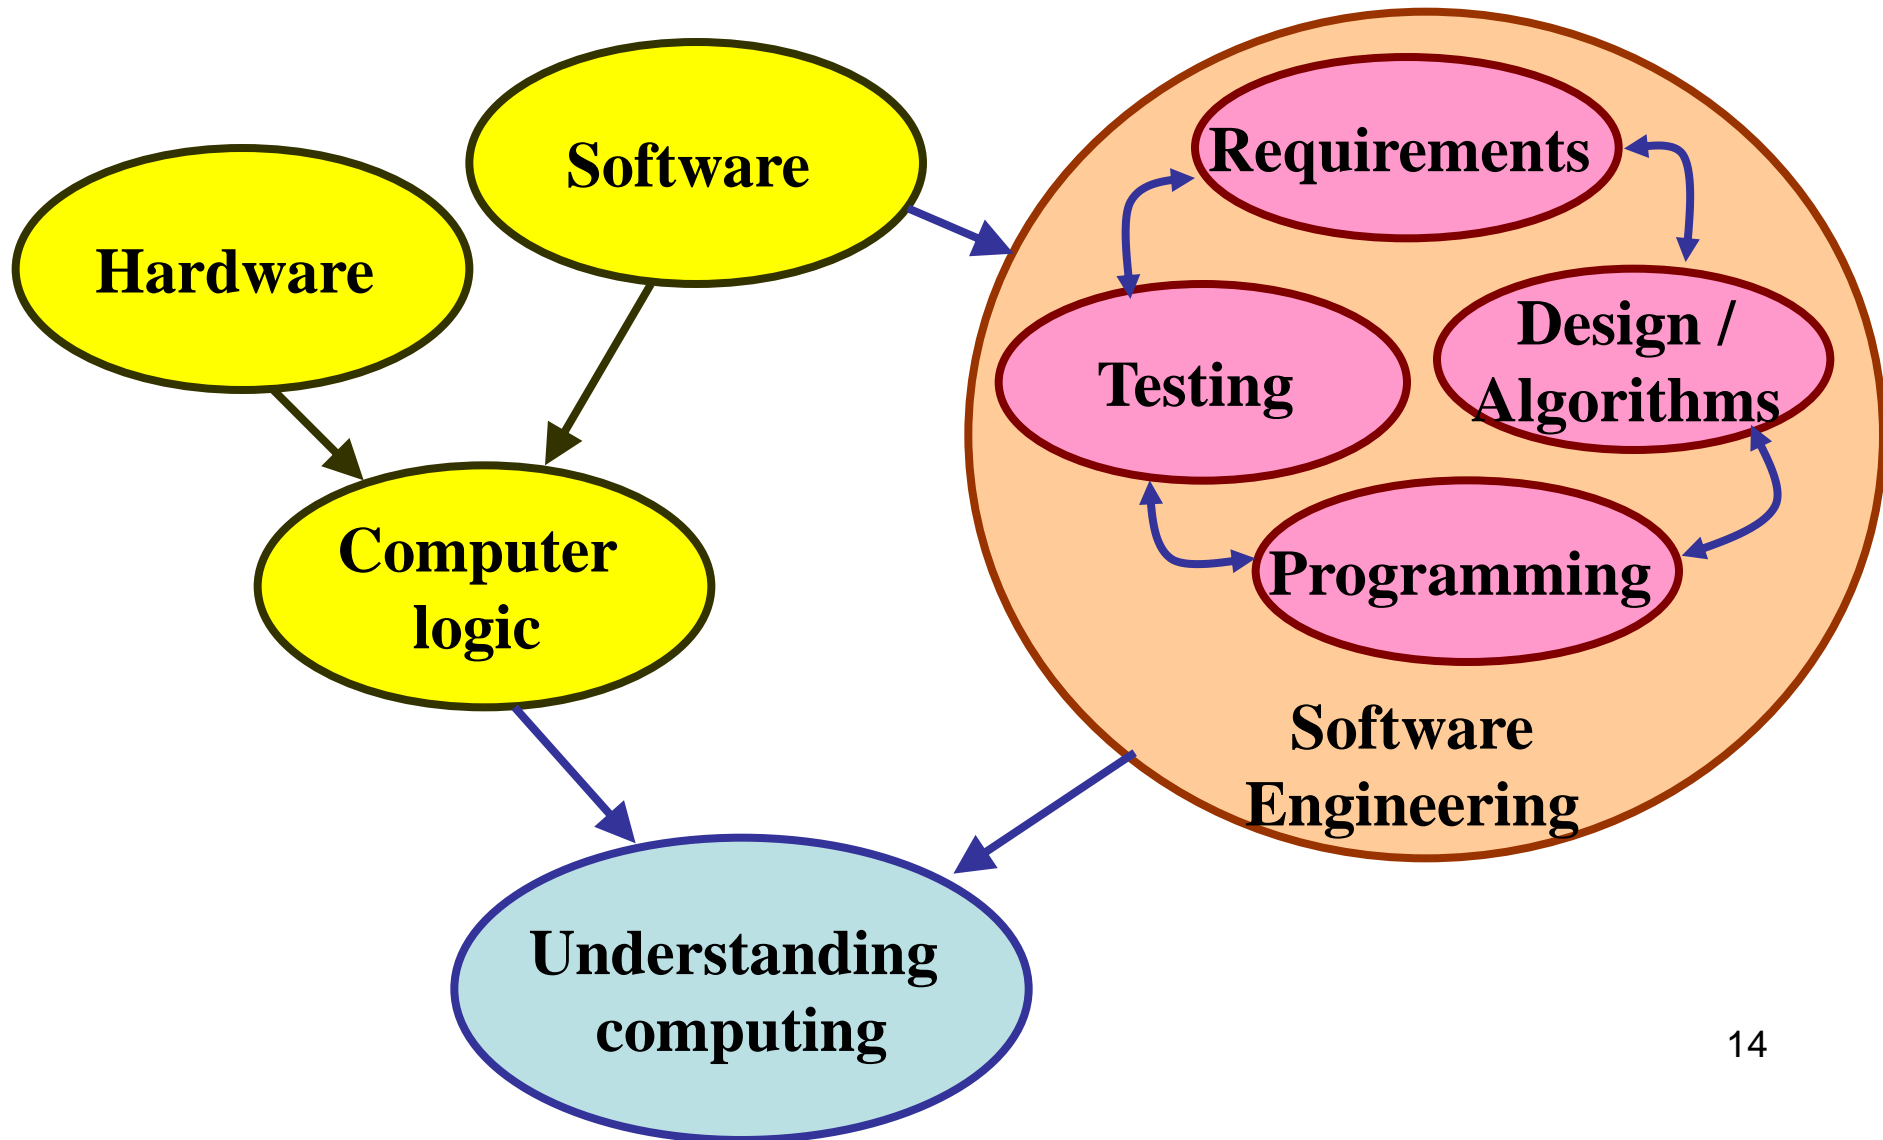 Software
Hardware
Requirements
Design /
Algorithms
Testing
Computer
logic
Programming
Software
Engineering
Understanding
computing
14